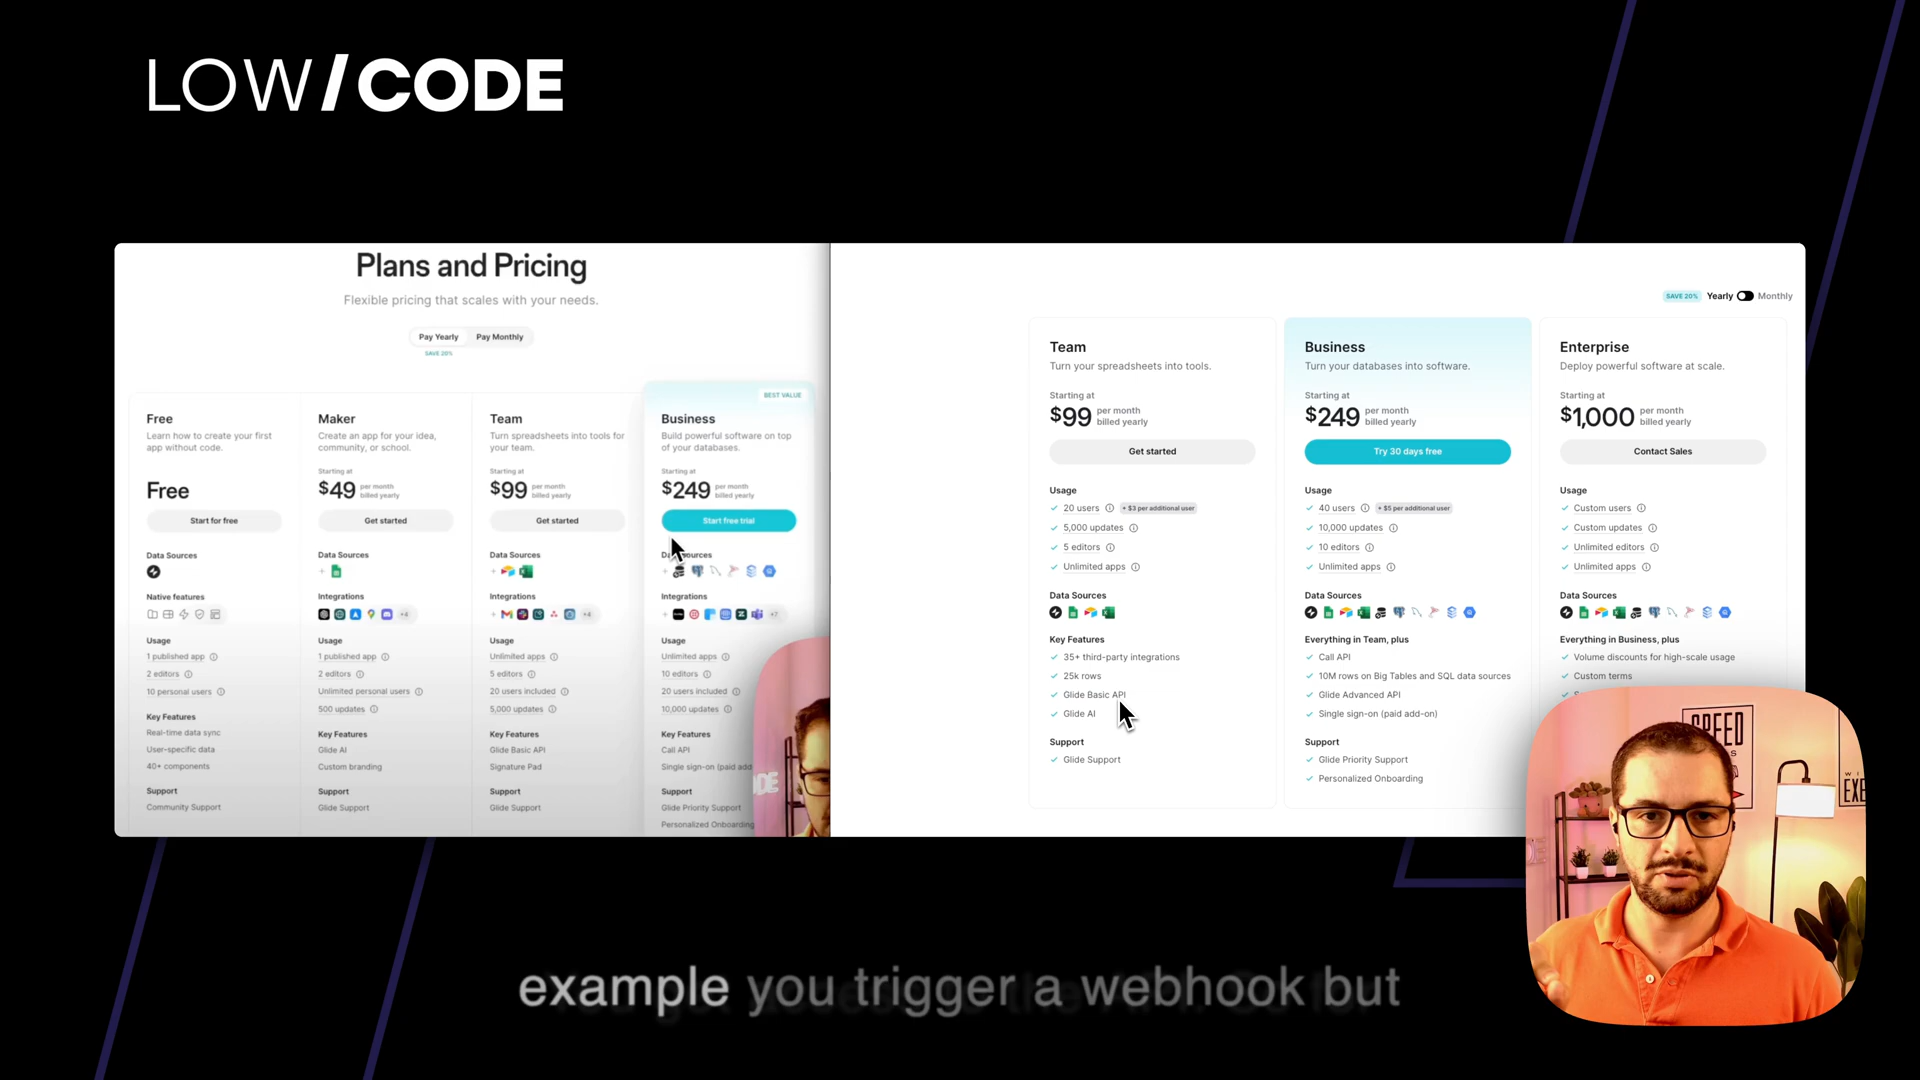 LOW/CODE
Plans and Pricing
Flexible pricing that scales with your needs.
Pay Yearly Pay Monthly
SAVE 20%
Free
Learn how to create your first
app without code.
Free
Start for free
Data Sources
Native features
Usage
1 published app
2 editors
10 personal users
Key Features
Real-time data sync
User-specific data
40+ components
Support
Community Support
Maker
Create an app for your idea,
community, or school.
Starting at
$49 per month
billed yearly
Get started
Data Sources
+
Integrations
+4
Usage
1 published app
2 editors
Unlimited personal users
500 updates
Key Features
Glide AI
Custom branding
Support
Glide Support
Team
Turn spreadsheets into tools for
your team.
Starting at
$99 per month
billed yearly
Get started
Data Sources
+
Integrations
+ +4
Usage
Unlimited apps
5 editors
20 users included
5,000 updates
Key Features
Glide Basic API
Signature Pad
Support
Glide Support
BEST VALUE
Business
Build powerful software on top
of your databases.
Starting at
$249 per month
billed yearly
Start free trial
+
Integrations
+ +7
Usage
Unlimited apps
10 editors
20 users included
10,000 updates
Key Features
Call API
Single sign-on (paid add
Support
Glide Priority Support
Personalized Onboarding
SAVE 20% Yearly Monthly
Team
Turn your spreadsheets into tools.
Starting at
$99 per month
billed yearly
Get started
Usage
20 users + $3 per additional user
5,000 updates
5 editors
Unlimited apps
Data Sources
Key Features
35+ third-party integrations
25k rows
Glide Basic API
Glide AI
Support
Glide Support
Business
Turn your databases into software.
Starting at
$249 per month
billed yearly
Try 30 days free
Usage
40 users + $5 per additional user
10,000 updates
10 editors
Unlimited apps
Data Sources
Everything in Team, plus
Call API
10M rows on Big Tables and SQL data sources
Glide Advanced API
Single sign-on (paid add-on)
Support
Glide Priority Support
Personalized Onboarding
Enterprise
Deploy powerful software at scale.
Starting at
$1,000 per month
billed yearly
Contact Sales
Usage
Custom users
Custom updates
Unlimited editors
Unlimited apps
Data Sources
Everything in Business, plus
Volume discounts for high-scale usage
Custom terms
example you trigger a webhook but